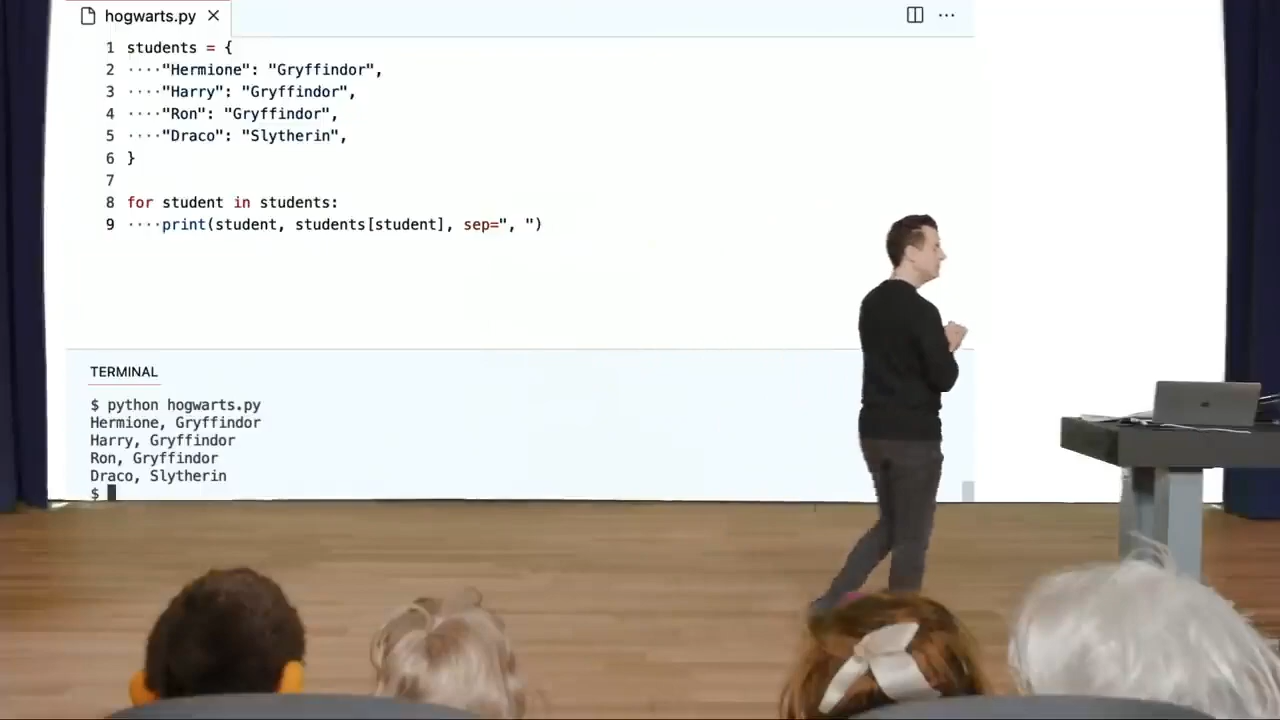 hogwarts.py
1 students = {
2 ····"Hermione": "Gryffindor",
3 ····"Harry": "Gryffindor",
4 ····"Ron": "Gryffindor",
5 ····"Draco": "Slytherin",
6 }
7
8 for student in students:
9 ····print(student, students[student], sep=", ")
TERMINAL
$ python hogwarts.py
Hermione, Gryffindor
Harry, Gryffindor
Ron, Gryffindor
Draco, Slytherin
$